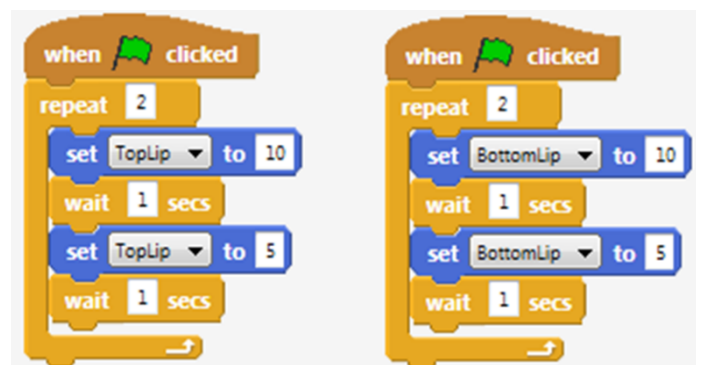 when clicked
repeat 2
set TopLip to 10
wait 1 secs
set TopLip to 5
wait 1 secs
when clicked
repeat 2
set BottomLip to 10
wait 1 secs
set BottomLip to 5
wait 1 secs